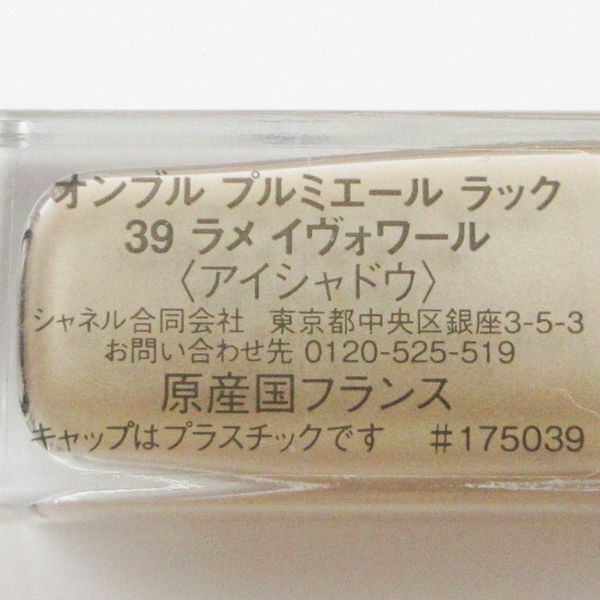 オンブル プルミエール ラック
39 ラメ イヴォワール
〈アイシャドウ〉
シャネル合同会社 東京都中央区銀座3-5-3
お問い合わせ先 0120-525-519
原産国フランス
キャップはプラスチックです #175039